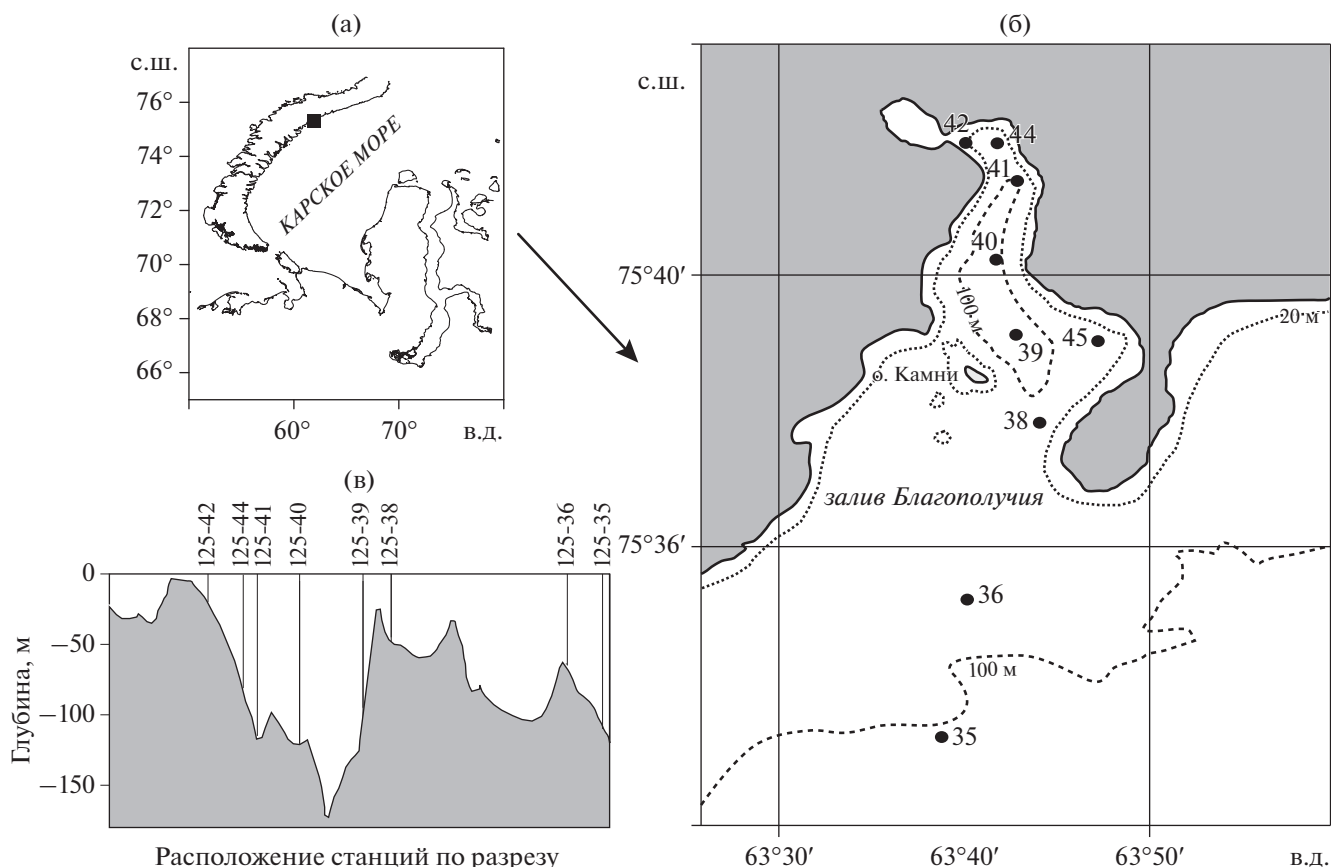 (а)
с.ш.
76°
74°
72°
70°
68°
66°
КАРСКОЕ МОРЕ
60°
70°
в.д.
(б)
с.ш.
42
44
41
40
75°40′
100 м
20 м
39
45
о. Камни
38
залив Благополучия
75°36′
36
100 м
35
63°30′
63°40′
63°50′
в.д.
(в)
125-42
125-44
125-41
125-40
125-39
125-38
125-36
125-35
0
−50
−100
−150
Глубина, м
Расположение станций по разрезу